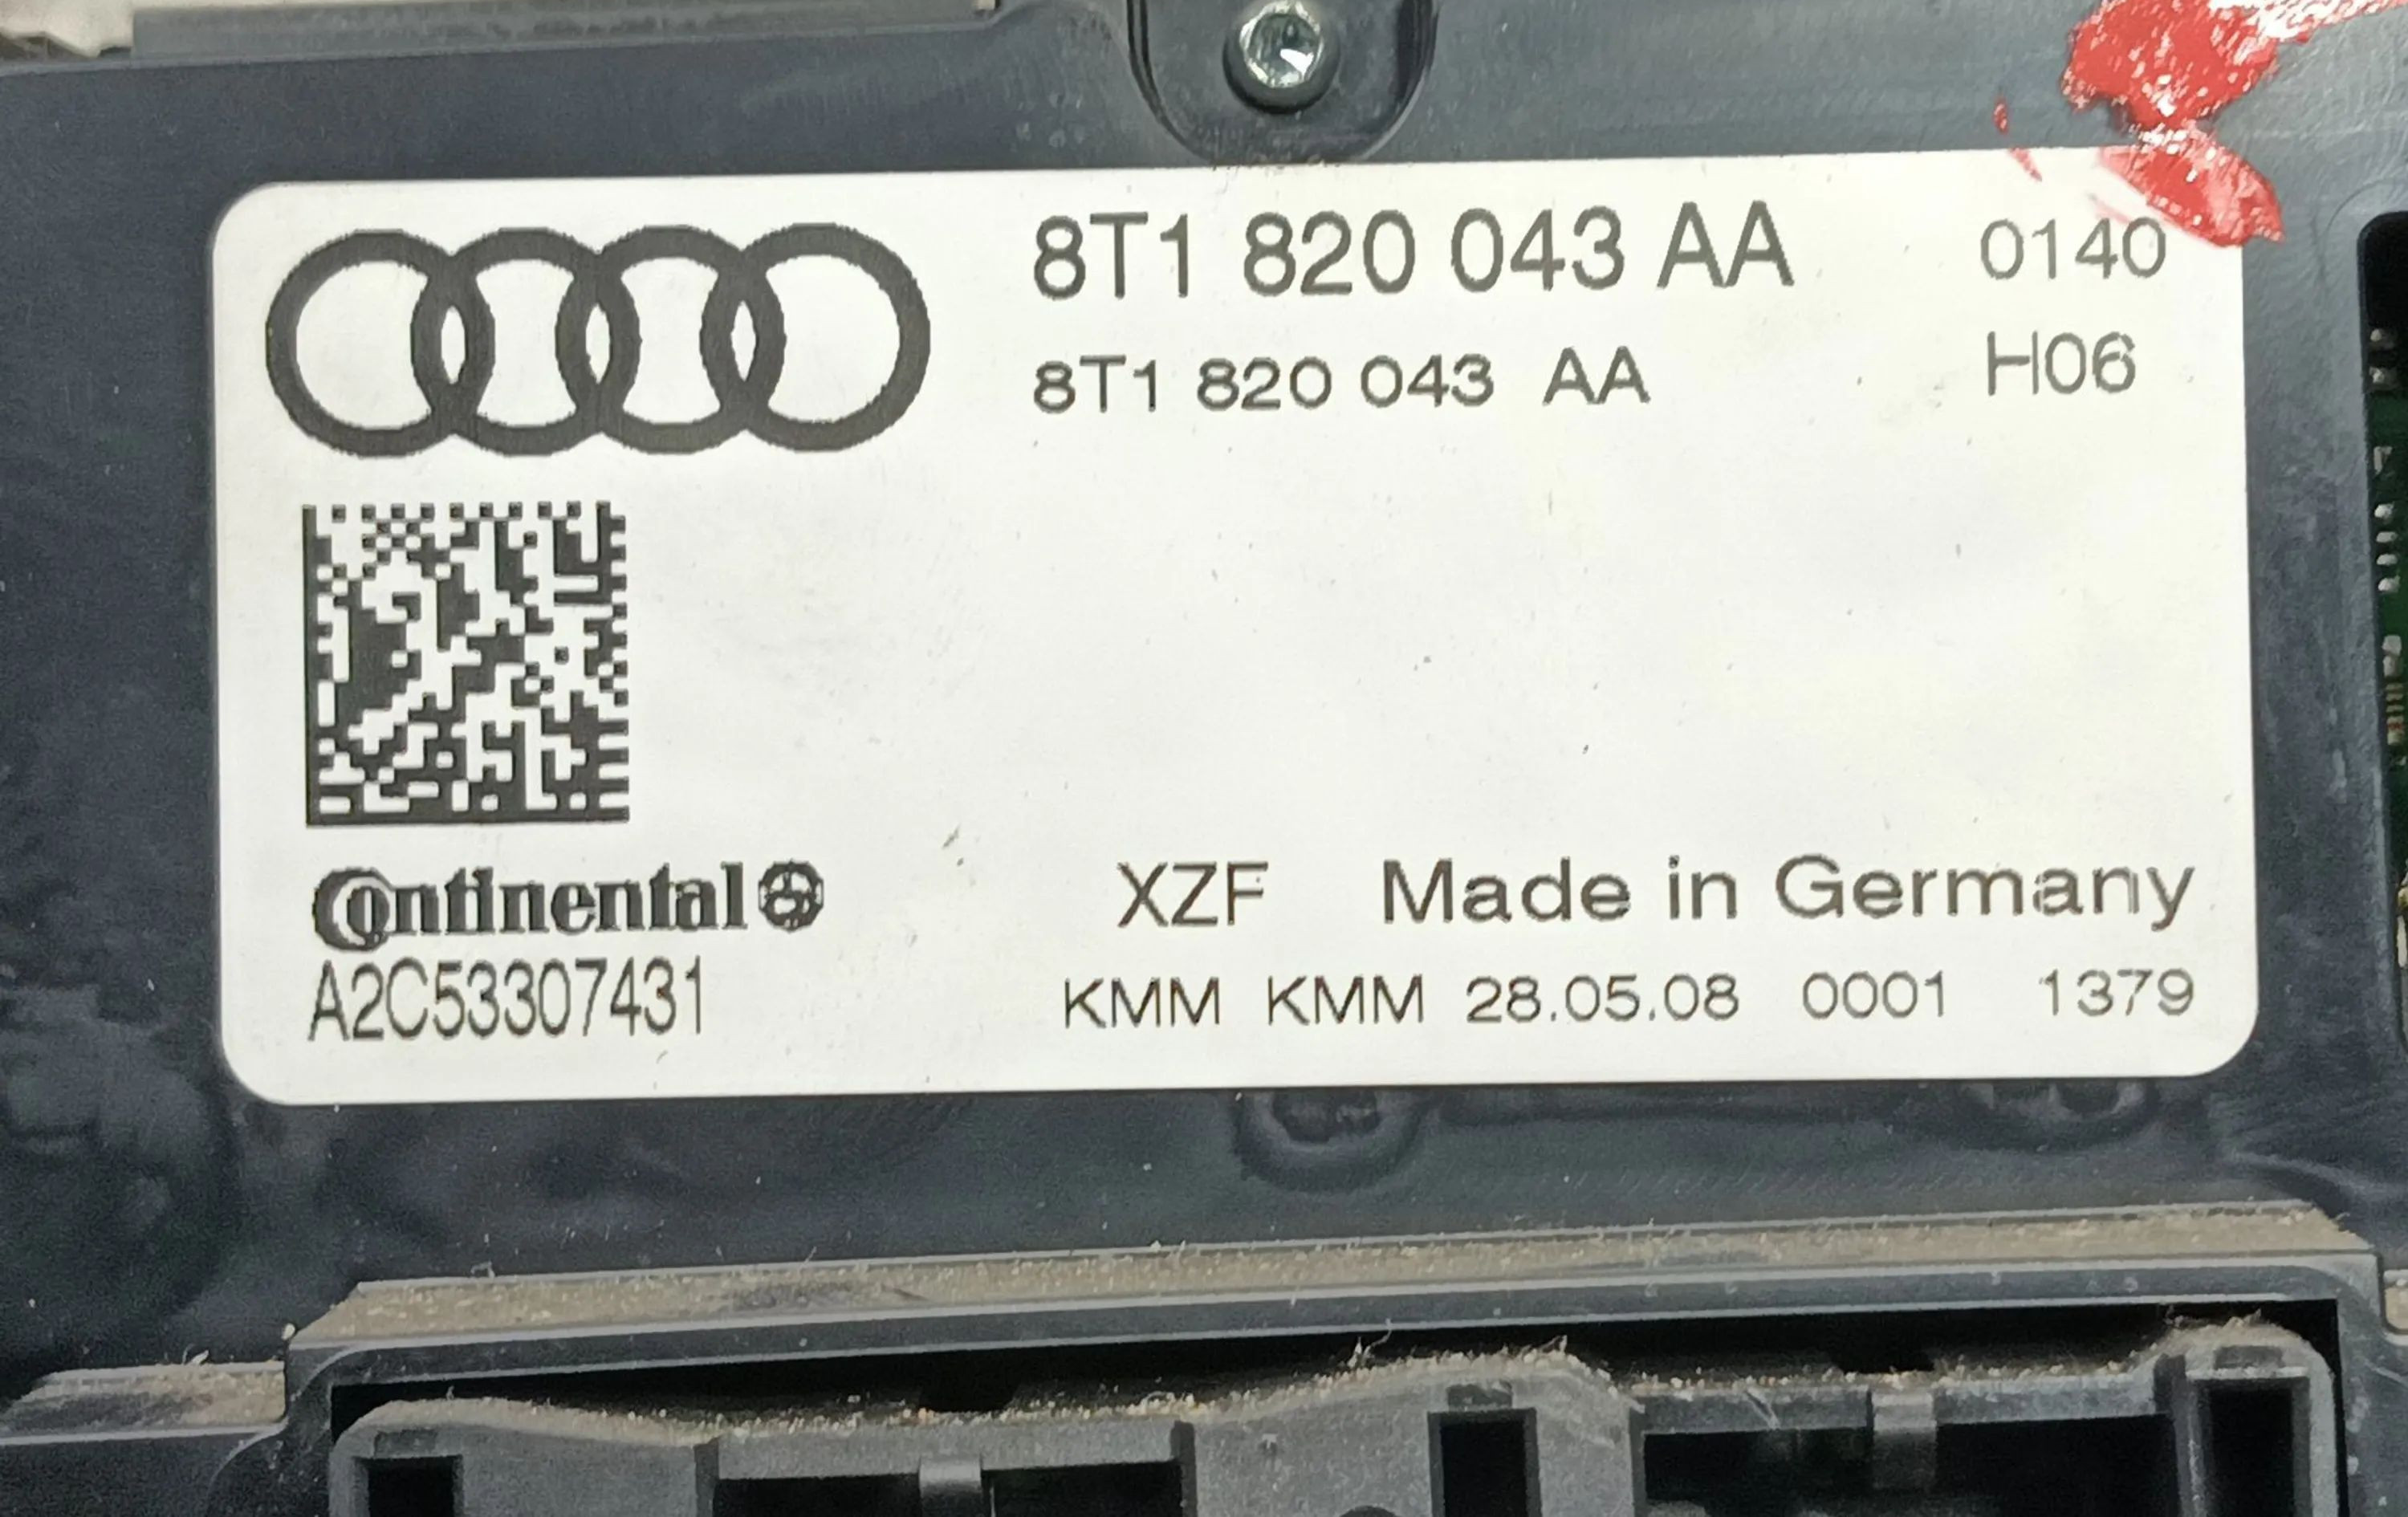 8T1 820 043 AA 0140
8T1 820 043 AA H06
Continental
XZF Made in Germany
A2C53307431
KMM KMM 28.05.08 0001 1379